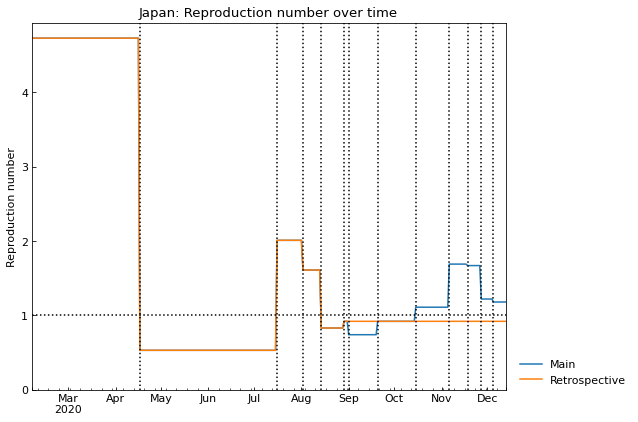 Japan: Reproduction number over time
Reproduction number
4
3
2
1
0
Mar Apr May Jun Jul Aug Sep Oct Nov Dec
2020
Main
Retrospective